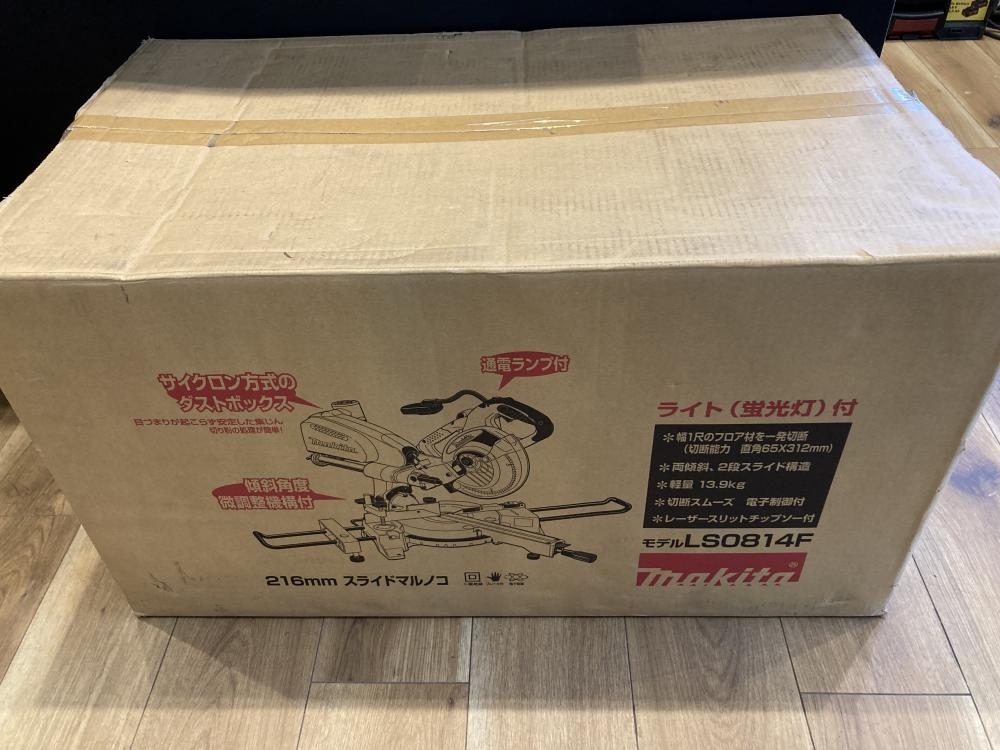 通電ランプ付
サイクロン方式の
ダストボックス
目づまりが起こらず安定した集じん
切り粉の処理が簡単!
makita
傾斜角度
微調整機構付
216mm スライドマルノコ
ライト(蛍光灯)付
＊幅1尺のフロア材を一発切断
(切断能力 直角65X312mm)
＊両傾斜、2段スライド構造
＊軽量 13.9kg
＊切断スムーズ 電子制御付
＊レーザースリットチップソー付
モデルLS0814F
makita®